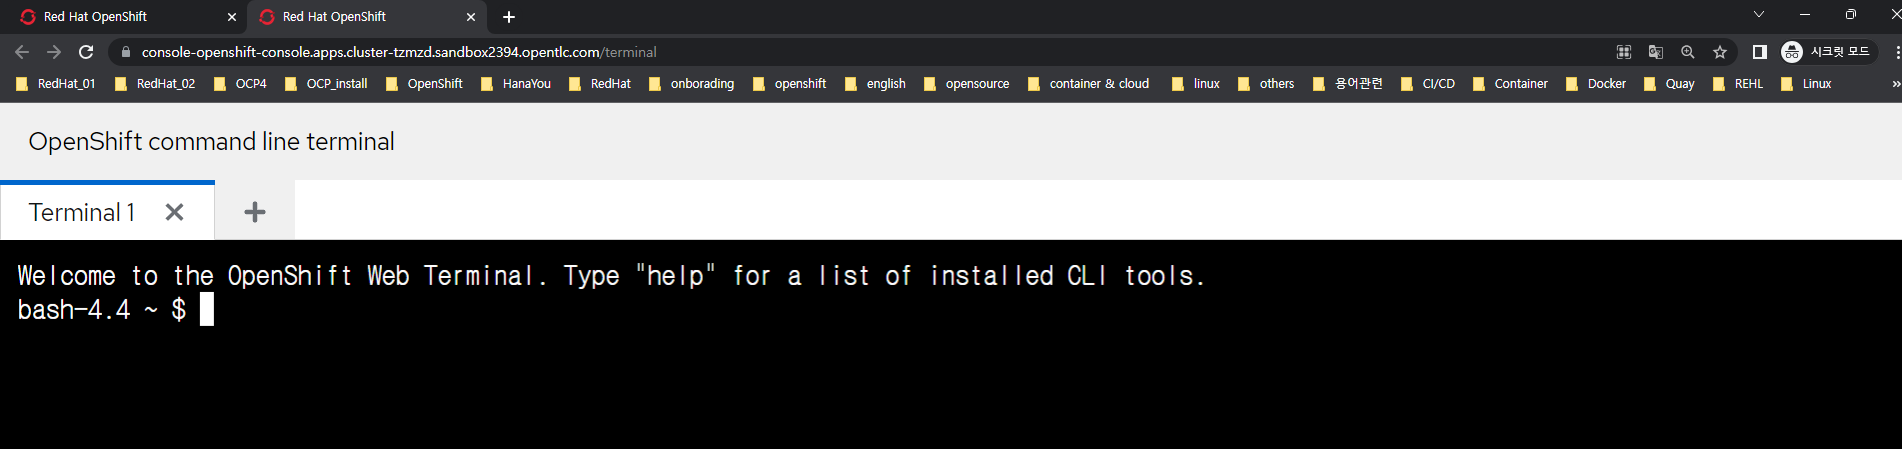 Red Hat OpenShift
Red Hat OpenShift
console-openshift-console.apps.cluster-tzmzd.sandbox2394.opentlc.com/terminal
시크릿 모드
RedHat_01 RedHat_02 OCP4 OCP_install OpenShift HanaYou RedHat onborading openshift english opensource container & cloud linux others 용어관련 CI/CD Container Docker Quay REHL Linux »
OpenShift command line terminal
Terminal 1
Welcome to the OpenShift Web Terminal. Type "help" for a list of installed CLI tools.
bash-4.4 ~ $